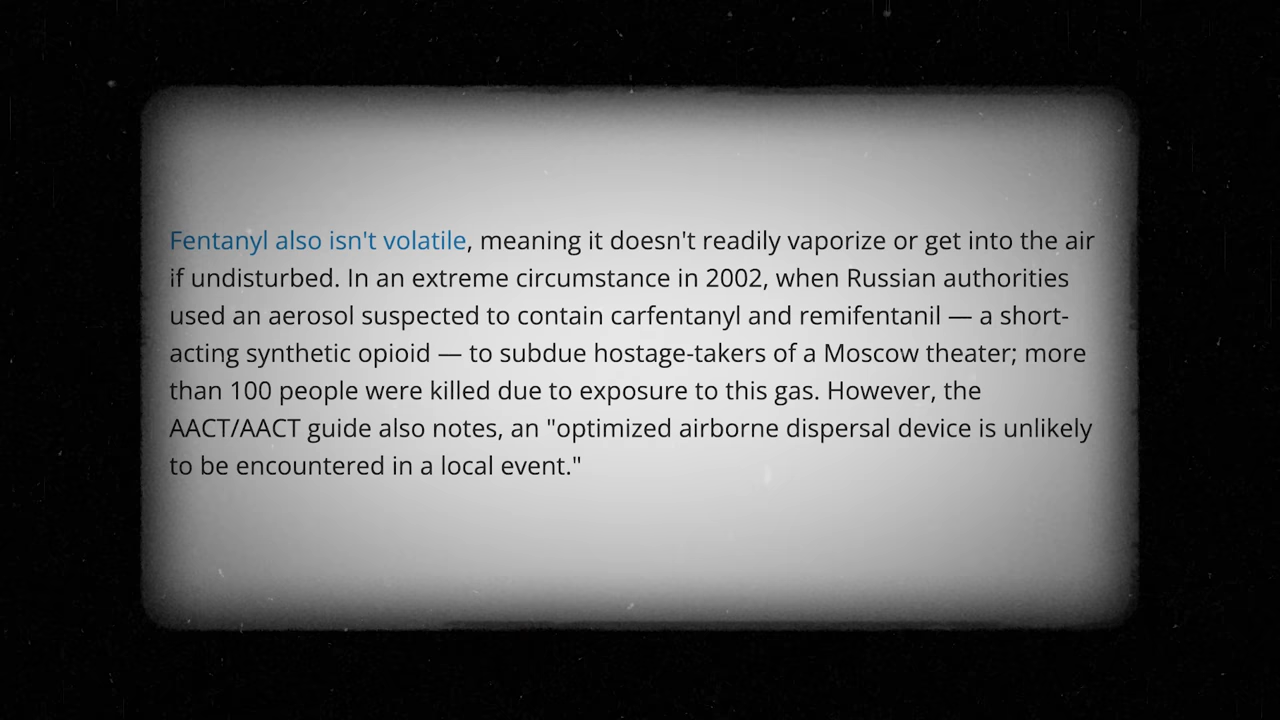 Fentanyl also isn't volatile, meaning it doesn't readily vaporize or get into the air
if undisturbed. In an extreme circumstance in 2002, when Russian authorities
used an aerosol suspected to contain carfentanyl and remifentanil — a short-
acting synthetic opioid — to subdue hostage-takers of a Moscow theater; more
than 100 people were killed due to exposure to this gas. However, the
AACT/AACT guide also notes, an "optimized airborne dispersal device is unlikely
to be encountered in a local event."